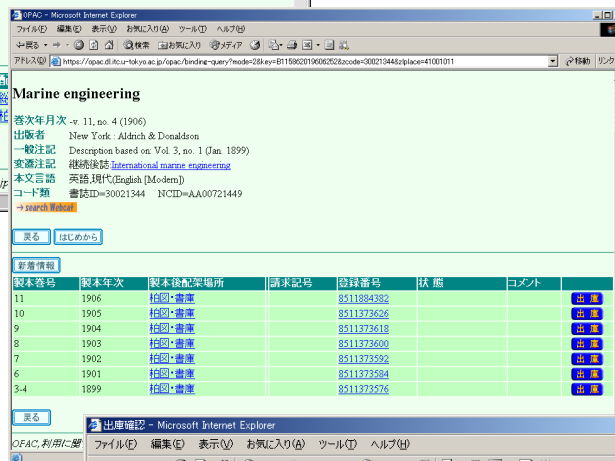 OPAC - Microsoft Internet Explorer
ファイル(F) 編集(E) 表示(V) お気に入り(A) ツール(T) ヘルプ(H)
戻る 検索 お気に入り メディア
アドレス(D) https://opac.dl.itc.u-tokyo.ac.jp/opac/binding-query?mode=2&key=B115862019606252&zcode=30021344&zlplace=41001011 移動 リンク
Marine engineering
巻次年月次 -v. 11, no. 4 (1906)
出版者 New York : Aldrich & Donaldson
一般注記 Description based on: Vol. 3, no. 1 (Jan. 1899)
変遷注記 継続後誌:International marine engineering
本文言語 英語,現代(English [Modern])
コード類 書誌ID=30021344 NCID=AA00721449
search Webcat
戻る はじめから
新着情報
製本巻号 製本年次 製本後配架場所 請求記号 登録番号 状態 コメント
11 1906 柏図・書庫 8511884382 出庫
10 1905 柏図・書庫 8511373626 出庫
9 1904 柏図・書庫 8511373618 出庫
8 1903 柏図・書庫 8511373600 出庫
7 1902 柏図・書庫 8511373592 出庫
6 1901 柏図・書庫 8511373584 出庫
3-4 1899 柏図・書庫 8511373576 出庫
戻る
OPAC,利用に関
出庫確認 - Microsoft Internet Explorer
ファイル(F) 編集(E) 表示(V) お気に入り(A) ツール(T) ヘルプ(H)